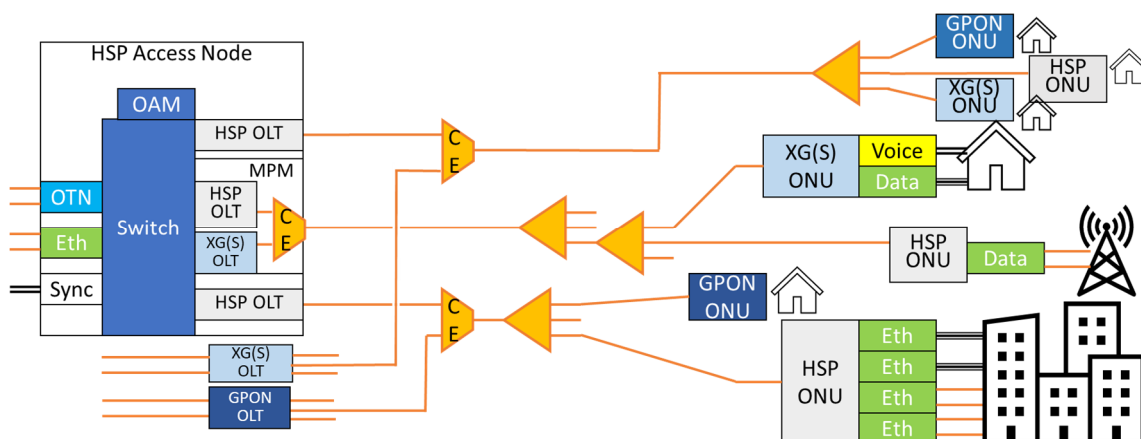 HSP Access Node
OAM
Switch
OTN
Eth
Sync
HSP OLT
MPM
HSP
OLT
XG(S)
OLT
HSP OLT
XG(S)
OLT
GPON
OLT
C
E
C
E
C
E
GPON
ONU
HSP
ONU
XG(S)
ONU
XG(S)
ONU
Voice
Data
HSP
ONU
Data
GPON
ONU
HSP
ONU
Eth
Eth
Eth
Eth